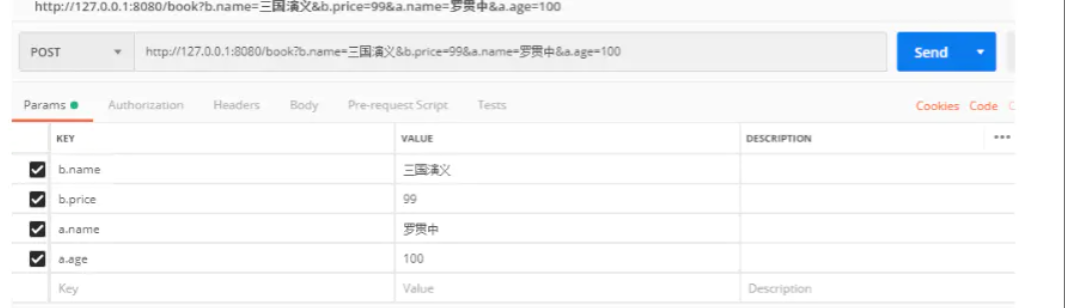 http://127.0.0.1:8080/book?b.name=三国演义&b.price=99&a.name=罗贯中&a.age=100
POST http://127.0.0.1:8080/book?b.name=三国演义&b.price=99&a.name=罗贯中&a.age=100 Send
Params Authorization Headers Body Pre-request Script Tests Cookies Code
KEY VALUE DESCRIPTION
b.name 三国演义
b.price 99
a.name 罗贯中
a.age 100
Key Value Description